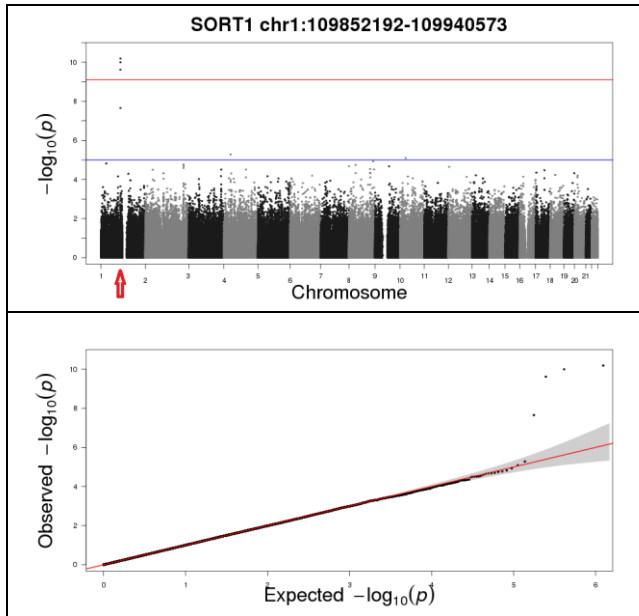 SORT1 chr1:109852192-109940573
10
8
6
4
2
0
−log10(p)
1 2 3 4 5 6 7 8 9 10 11 12 13 14 15 16 17 18 19 20 21
Chromosome
10
8
6
4
2
0
Observed −log10(p)
0 1 2 3 4 5 6
Expected −log10(p)